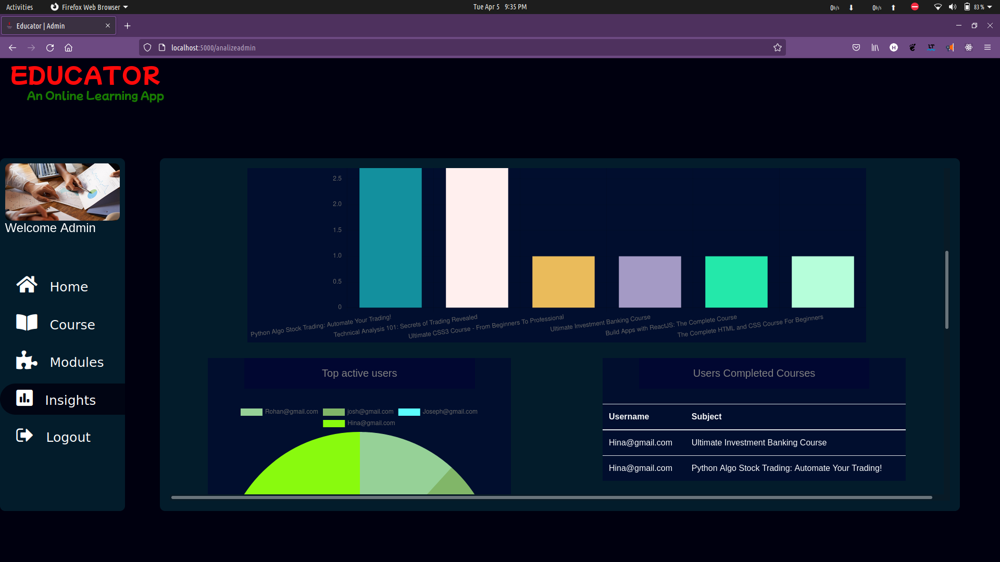 Activities Firefox Web Browser Tue Apr 5 9:35 PM 0b/s 0b/s 83 %
Educator | Admin
localhost:5000/analizeadmin H LT
EDUCATOR
An Online Learning App
Welcome Admin
Home
Course
Modules
Insights
Logout
2.5
2.0
1.5
1.0
0.5
0
Python Algo Stock Trading: Automate Your Trading!
Technical Analysis 101: Secrets of Trading Revealed
Ultimate CSS3 Course - From Beginners To Professional
Ultimate Investment Banking Course
Build Apps with ReactJS: The Complete Course
The Complete HTML and CSS Course For Beginners
Top active users
Rohan@gmail.com josh@gmail.com Joseph@gmail.com
Hina@gmail.com
Users Completed Courses
Username Subject
Hina@gmail.com Ultimate Investment Banking Course
Hina@gmail.com Python Algo Stock Trading: Automate Your Trading!